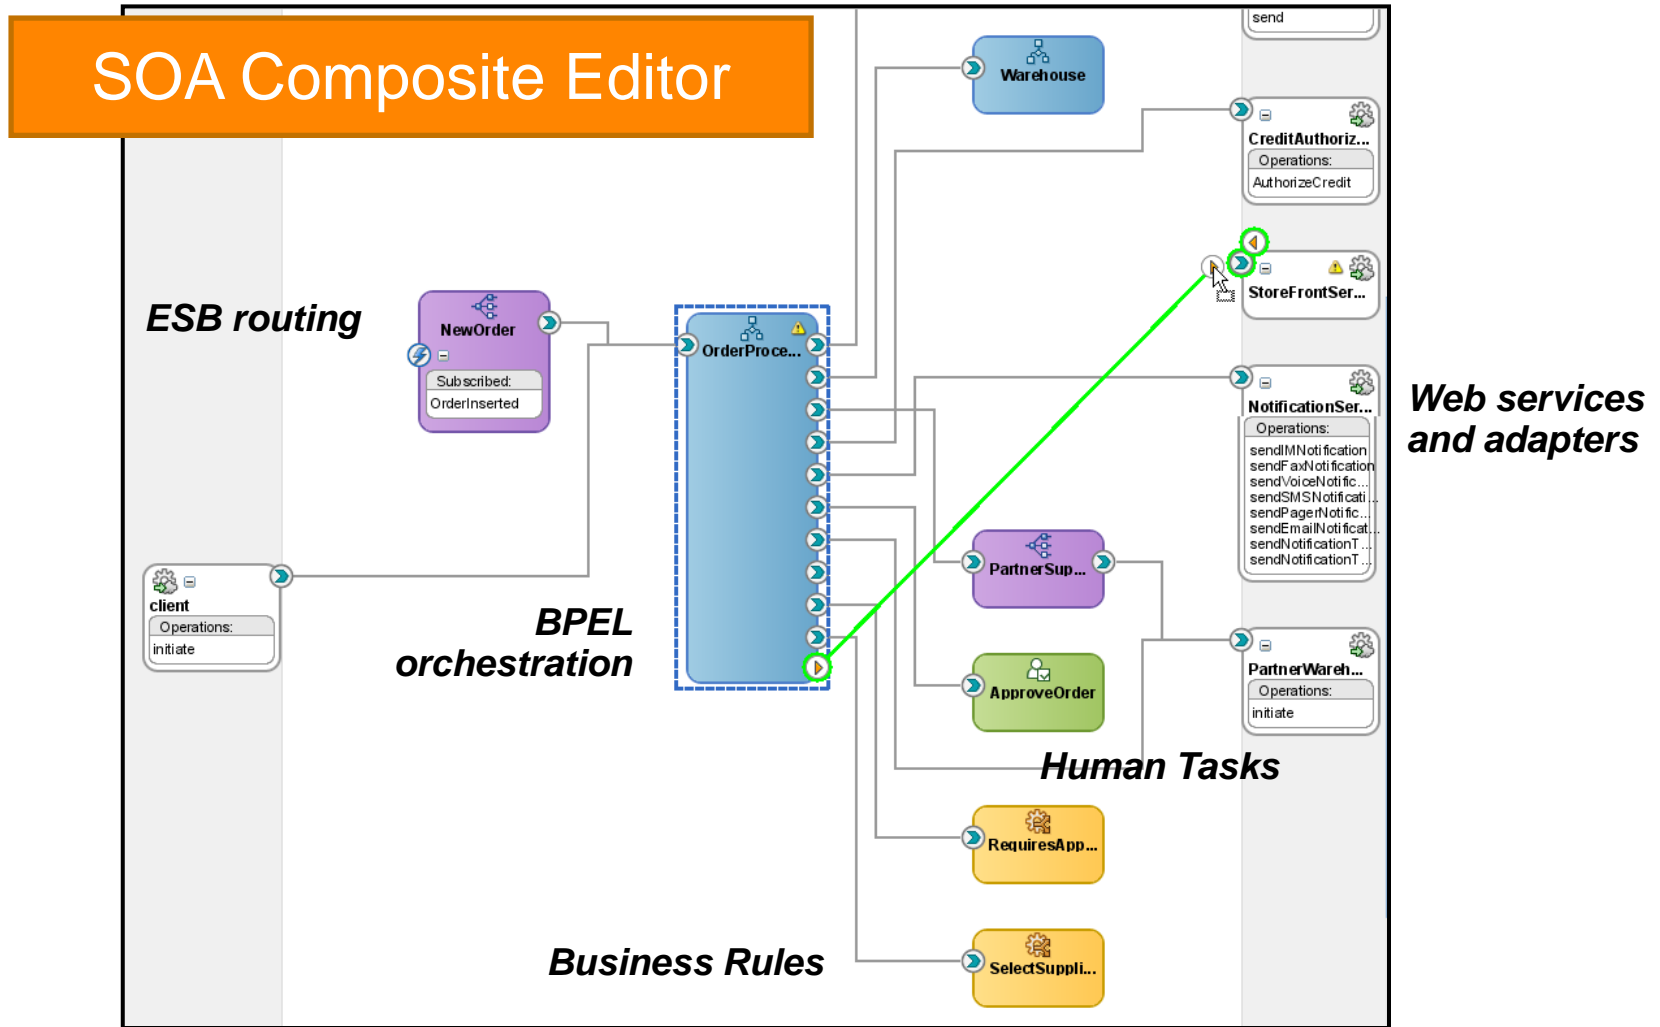 SOA Composite Editor
send
Warehouse
CreditAuthoriz...
Operations:
AuthorizeCredit
StoreFrontSer...
ESB routing
NewOrder
Subscribed:
OrderInserted
OrderProce...
NotificationSer...
Operations:
sendIMNotification
sendFaxNotification
sendVoiceNotific...
sendSMSNotificati...
sendPagerNotific...
sendEmailNotificat...
sendNotificationT...
sendNotificationT...
Web services
and adapters
client
Operations:
initiate
BPEL
orchestration
PartnerSup...
ApproveOrder
PartnerWareh...
Operations:
initiate
Human Tasks
RequiresApp...
Business Rules
SelectSuppli...